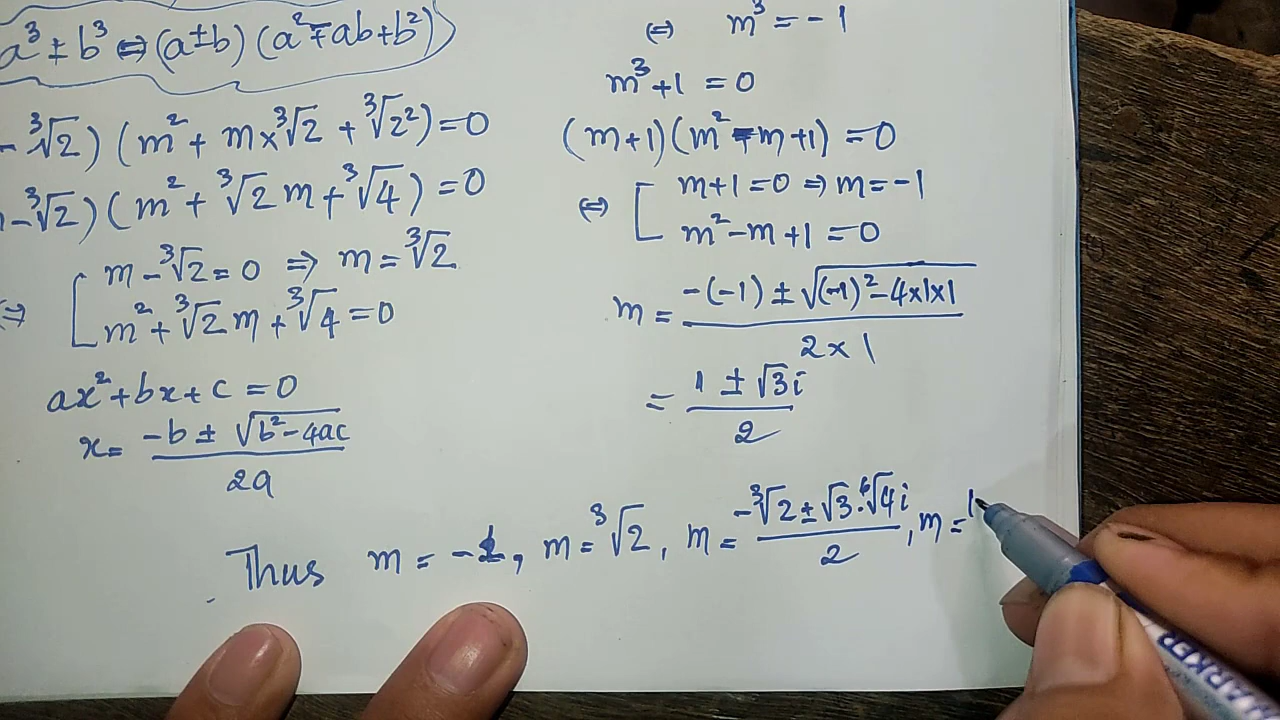 a³ ± b³ ⇔ (a ± b) (a² ∓ ab + b²)
- ∛2) (m² + m × ∛2 + ∛2²) = 0
- ∛2) (m² + ∛2 m + ∛4) = 0
⇔ [ m - ∛2 = 0 ⇒ m = ∛2
m² + ∛2 m + ∛4 = 0
ax² + bx + c = 0
x = (-b ± √(b² - 4ac)) / 2a
⇔ m³ = -1
m³ + 1 = 0
(m + 1) (m² - m + 1) = 0
⇔ [ m + 1 = 0 ⇒ m = -1
m² - m + 1 = 0
m = (-(-1) ± √((-1)² - 4×1×1)) / (2 × 1)
= (1 ± √3 i) / 2
Thus m = -1, m = ∛2, m = (-∛2 ± √3 · ⁶√4 i) / 2, m = 1
MARKER